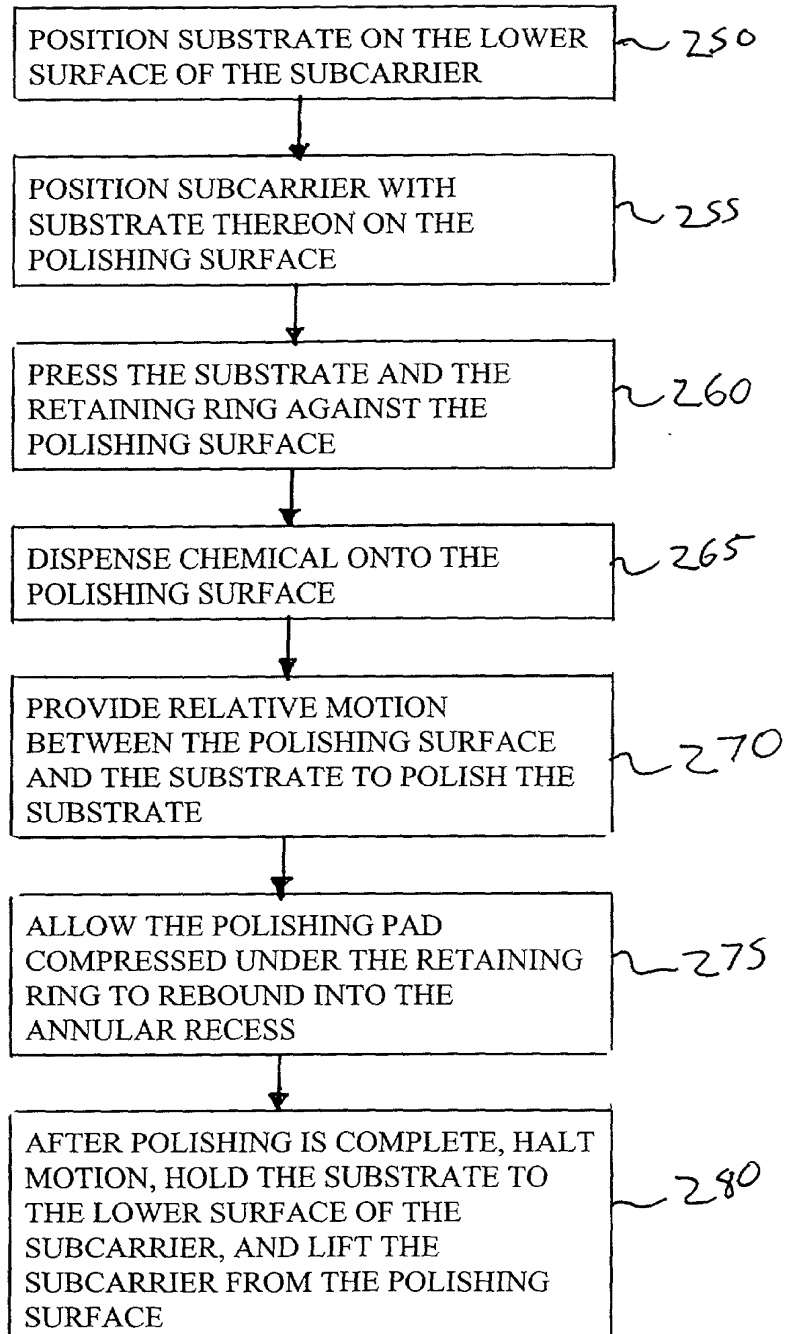 POSITION SUBSTRATE ON THE LOWER
SURFACE OF THE SUBCARRIER
250
POSITION SUBCARRIER WITH
SUBSTRATE THEREON ON THE
POLISHING SURFACE
255
PRESS THE SUBSTRATE AND THE
RETAINING RING AGAINST THE
POLISHING SURFACE
260
DISPENSE CHEMICAL ONTO THE
POLISHING SURFACE
265
PROVIDE RELATIVE MOTION
BETWEEN THE POLISHING SURFACE
AND THE SUBSTRATE TO POLISH THE
SUBSTRATE
270
ALLOW THE POLISHING PAD
COMPRESSED UNDER THE RETAINING
RING TO REBOUND INTO THE
ANNULAR RECESS
275
AFTER POLISHING IS COMPLETE, HALT
MOTION, HOLD THE SUBSTRATE TO
THE LOWER SURFACE OF THE
SUBCARRIER, AND LIFT THE
SUBCARRIER FROM THE POLISHING
SURFACE
280